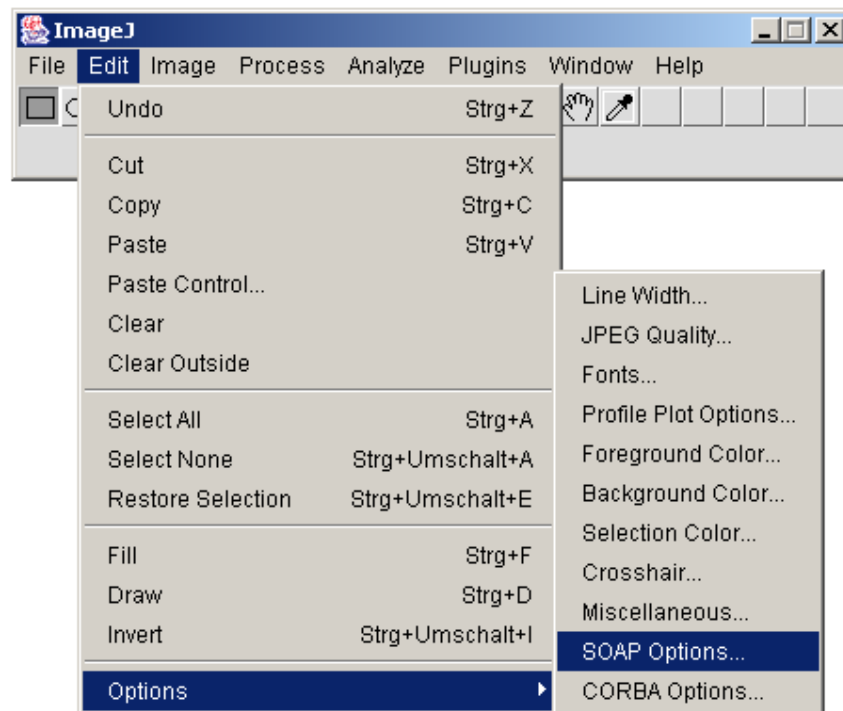 ImageJ
File Edit Image Process Analyze Plugins Window Help
Undo Strg+Z
Cut Strg+X
Copy Strg+C
Paste Strg+V
Paste Control...
Clear
Clear Outside
Select All Strg+A
Select None Strg+Umschalt+A
Restore Selection Strg+Umschalt+E
Fill Strg+F
Draw Strg+D
Invert Strg+Umschalt+I
Options
Line Width...
JPEG Quality...
Fonts...
Profile Plot Options...
Foreground Color...
Background Color...
Selection Color...
Crosshair...
Miscellaneous...
SOAP Options...
CORBA Options...